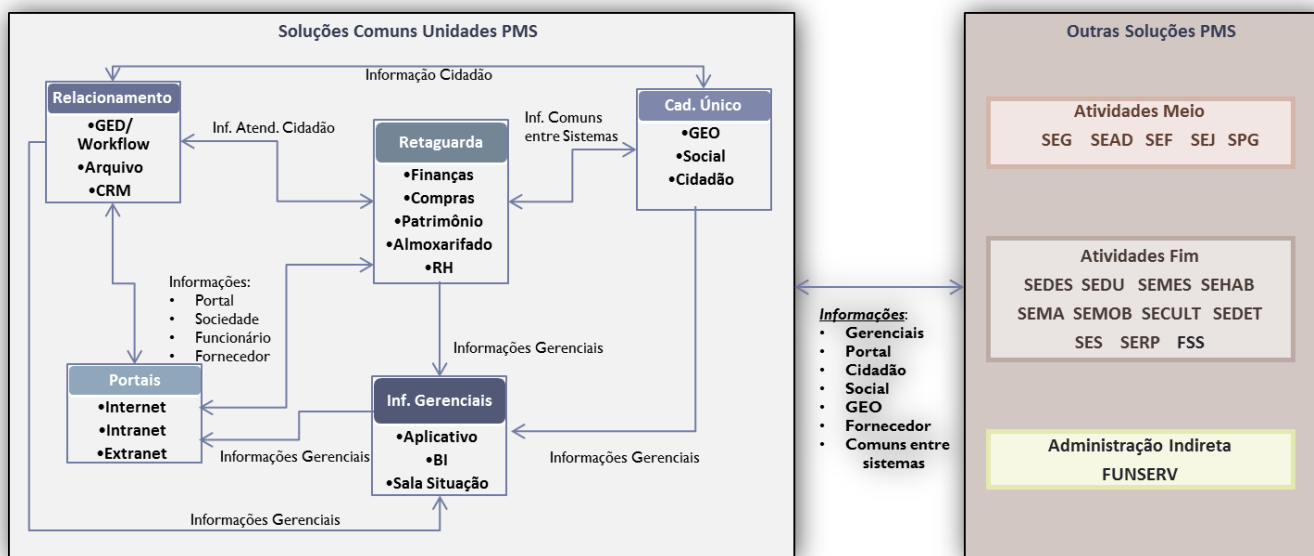 Soluções Comuns Unidades PMS
Informação Cidadão
Relacionamento
•GED/
Workflow
•Arquivo
•CRM
Inf. Atend. Cidadão
Retaguarda
•Finanças
•Compras
•Patrimônio
•Almoxarifado
•RH
Inf. Comuns
entre Sistemas
Cad. Único
•GEO
•Social
•Cidadão
Informações:
• Portal
• Sociedade
• Funcionário
• Fornecedor
Informações Gerenciais
Portais
•Internet
•Intranet
•Extranet
Inf. Gerenciais
•Aplicativo
•BI
•Sala Situação
Informações Gerenciais
Informações Gerenciais
Informações Gerenciais
Informações:
• Gerenciais
• Portal
• Cidadão
• Social
• GEO
• Fornecedor
• Comuns entre
sistemas
Outras Soluções PMS
Atividades Meio
SEG SEAD SEF SEJ SPG
Atividades Fim
SEDES SEDU SEMES SEHAB
SEMA SEMOB SECULT SEDET
SES SERP FSS
Administração Indireta
FUNSERV